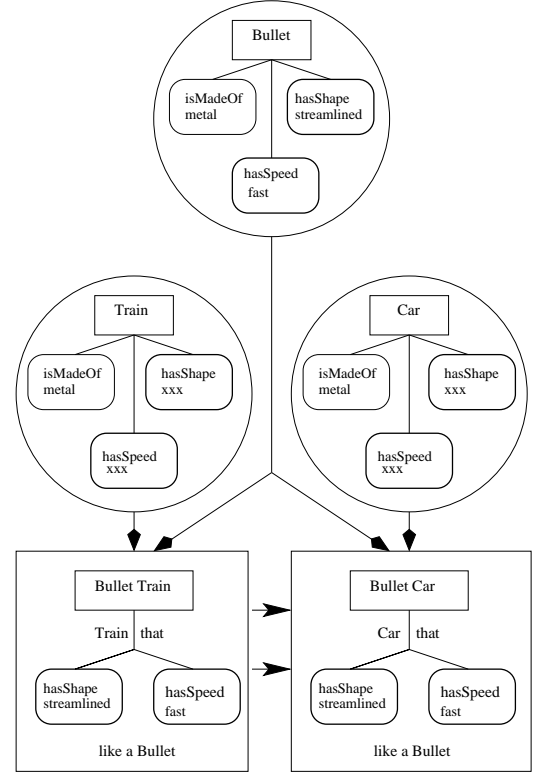 Bullet
isMadeOf
metal
hasShape
streamlined
hasSpeed
fast
Train
isMadeOf
metal
hasShape
xxx
hasSpeed
xxx
Car
isMadeOf
metal
hasShape
xxx
hasSpeed
xxx
Bullet Train
Train that
hasShape
streamlined
hasSpeed
fast
like a Bullet
Bullet Car
Car that
hasShape
streamlined
hasSpeed
fast
like a Bullet